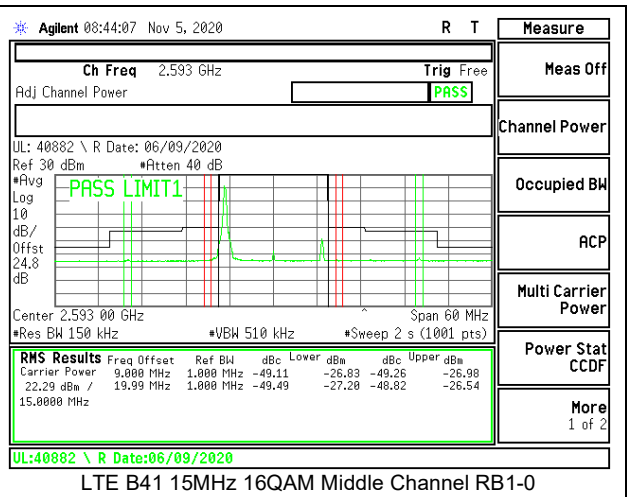 Agilent 08:44:07 Nov 5, 2020 R T
Measure
Ch Freq 2.593 GHz Trig Free
Meas Off
Adj Channel Power PASS
Channel Power
UL: 40882 \ R Date: 06/09/2020
Ref 30 dBm #Atten 40 dB
#Avg
Log
10
dB/
Offst
24.8
dB
PASS LIMIT1
Occupied BW
ACP
Center 2.593 00 GHz ^ Span 60 MHz
#Res BW 150 kHz #VBW 510 kHz #Sweep 2 s (1001 pts)
Multi Carrier
Power
RMS Results Freq Offset Ref BW dBc Lower dBm dBc Upper dBm
Carrier Power 9.000 MHz 1.000 MHz -49.11 -26.83 -49.26 -26.98
22.29 dBm / 19.99 MHz 1.000 MHz -49.49 -27.20 -48.82 -26.54
15.0000 MHz
Power Stat
CCDF
More
1 of 2
UL:40882 \ R Date:06/09/2020
LTE B41 15MHz 16QAM Middle Channel RB1-0